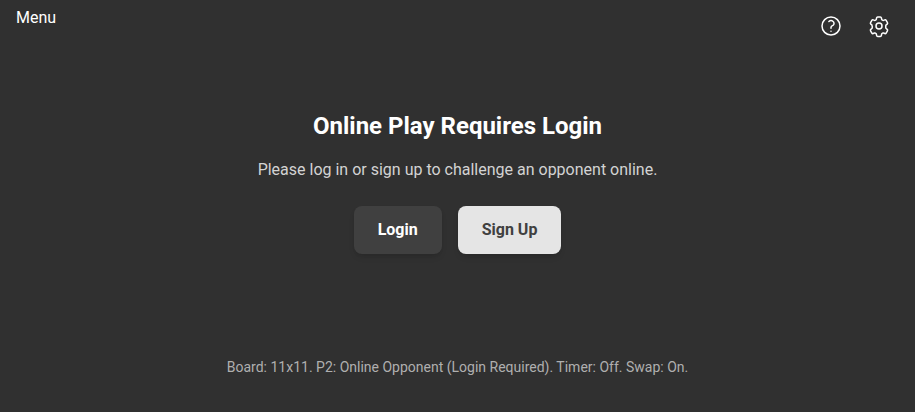 Menu
Online Play Requires Login
Please log in or sign up to challenge an opponent online.
Login
Sign Up
Board: 11x11. P2: Online Opponent (Login Required). Timer: Off. Swap: On.